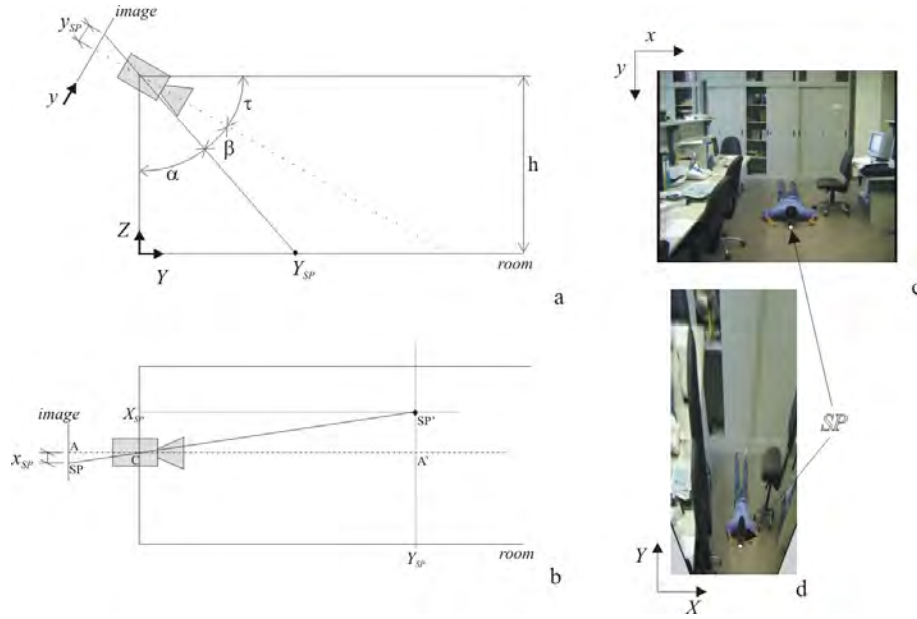 image
y_SP
y
τ
β
α
h
Z
Y
Y_SP
room
a
image
X_SP
SP'
A
x_SP
SP
C
A'
room
Y_SP
b
x
y
c
SP
Y
X
d